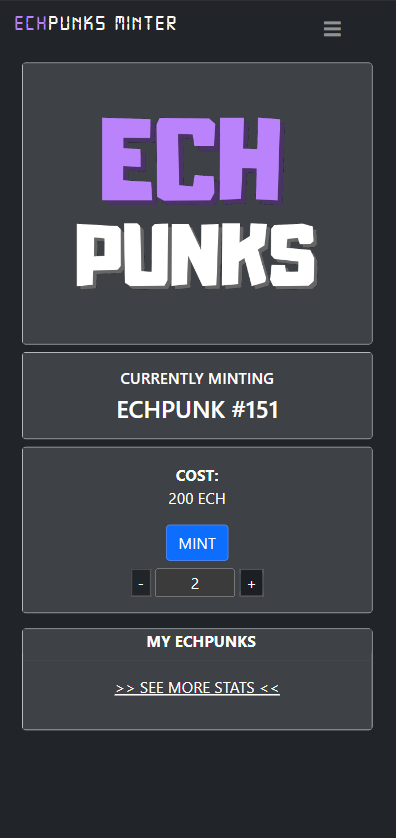 ECHPUNKS MINTER
ECH
PUNKS
CURRENTLY MINTING
ECHPUNK #151
COST:
200 ECH
MINT
- 2 +
MY ECHPUNKS
>> SEE MORE STATS <<